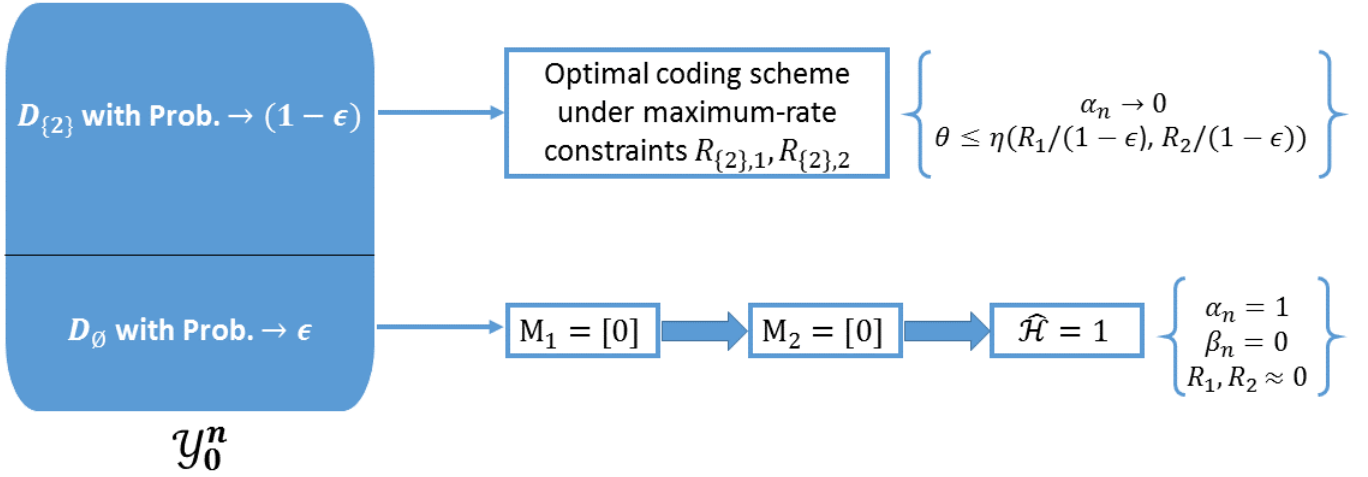 D_{2} with Prob. → (1 − ϵ)
Optimal coding scheme
under maximum-rate
constraints R_{{2},1}, R_{{2},2}
α_n → 0
θ ≤ η(R_1/(1 − ϵ), R_2/(1 − ϵ))
D_∅ with Prob. → ϵ
M_1 = [0]
M_2 = [0]
ℋ̂ = 1
α_n = 1
β_n = 0
R_1, R_2 ≈ 0
𝒴_0^n